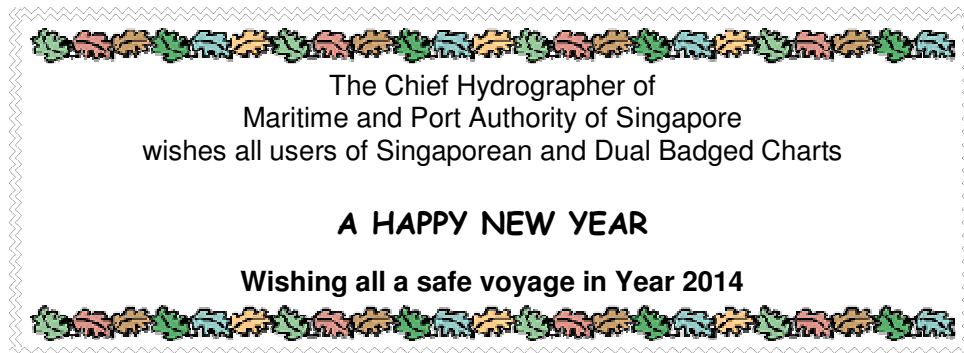 The Chief Hydrographer of
Maritime and Port Authority of Singapore
wishes all users of Singaporean and Dual Badged Charts
A HAPPY NEW YEAR
Wishing all a safe voyage in Year 2014